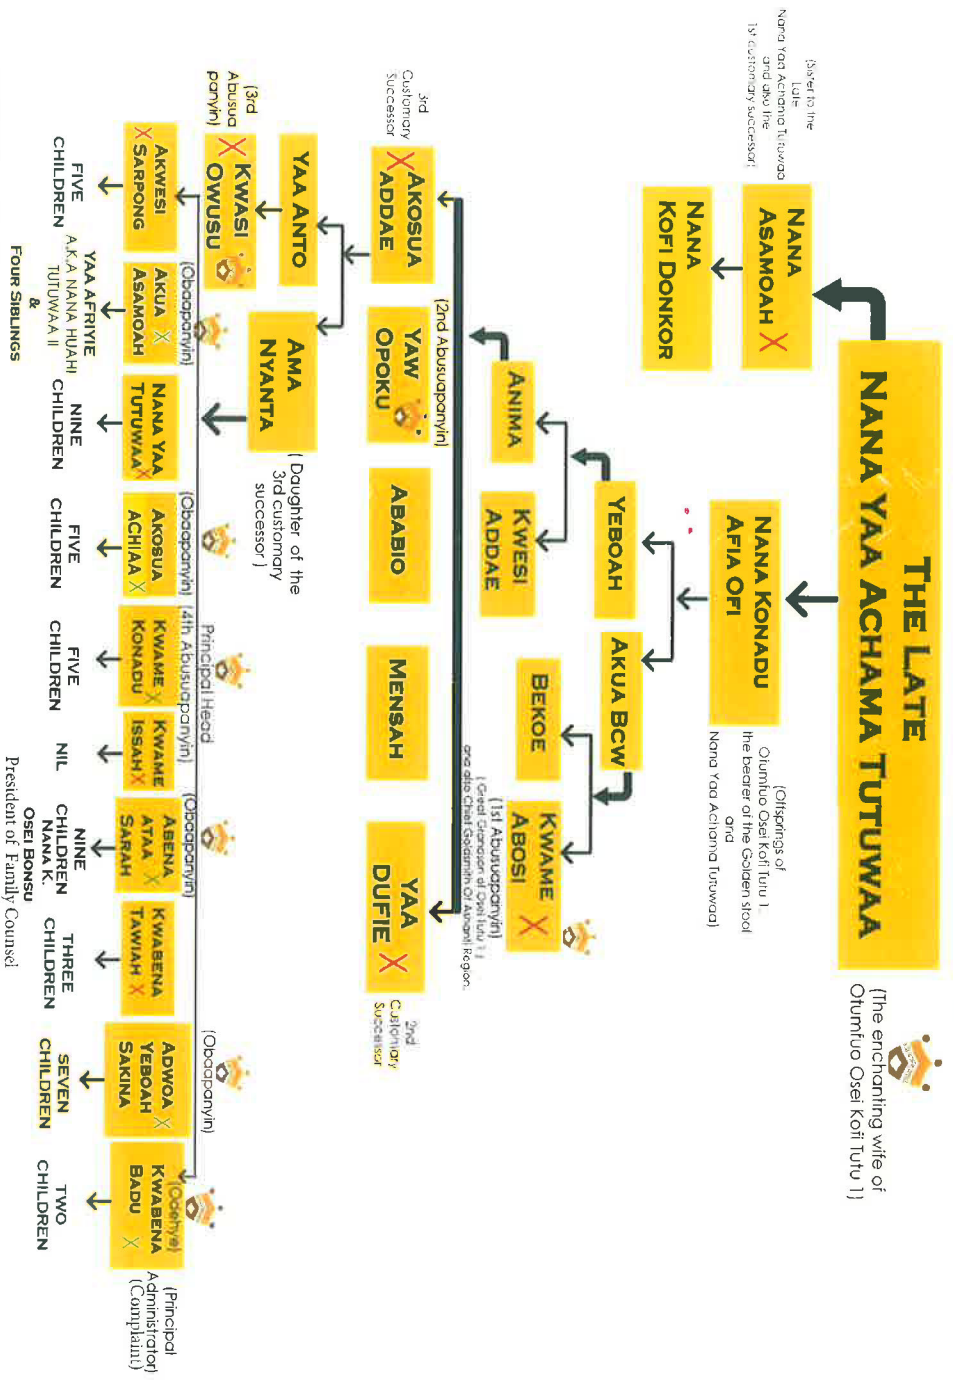 THE LATE
NANA YAA ACHAMA TUTUWAA
(The enchanting wife of
Otumfuo Osei Kofi Tutu 1)
(Sister to the
Late
Nana Yaa Achama Tutuwaa
and also the
1st customary successor)
NANA
ASAMOAH X
NANA
KOFI DONKOR
NANA KONADU
AFIA OFI
(Offsprings of
Otumfuo Osei Kofi Tutu 1..
the bearer of the Golden stool
and
Nana Yaa Achama Tutuwaa)
YEBOAH
AKUA BCW
ANIMA
KWESI
ADDAE
BEKOE
KWAME
ABOSI X
(1st Abusuapanyin)
( Great Grandson of Osei Tutu 1 )
and also Chief Goldsmith Of Ashanti Region..
3rd
Customary
Successor
AKOSUA
X ADDAE
(2nd Abusuapanyin)
YAW
OPOKU
ABABIO
MENSAH
YAA
DUFIE X
2nd
Customary
Successor
YAA ANTO
AMA
NYANTA
( Daughter of the
3rd customary
successor )
(3rd
Abusua
panyin)
KWASI
X OWUSU
AKWESI
X SARPONG
FIVE
CHILDREN
(Obaapanyin)
AKUA X
ASAMOAH
YAA AFRIYIE
A.K.A NANA HUAHI
TUTUWAA II
&
FOUR SIBLINGS
NANA YAA
TUTUWAA X
NINE
CHILDREN
(Obaapanyin)
AKOSUA
ACHIAA X
FIVE
CHILDREN
Principal Head
(4th Abusuapanyin)
KWAME X
KONADU
FIVE
CHILDREN
KWAME
ISSAH X
NIL
(Obaapanyin)
ABENA
ATAA X
SARAH
NINE
CHILDREN
NANA K.
OSEI BONSU
President of Family Counsel
KWABENA
TAWIAH X
THREE
CHILDREN
(Obaapanyin)
ADWOA X
YEBOAH
SAKINA
SEVEN
CHILDREN
(Odehye)
KWABENA
BADU X
TWO
CHILDREN
(Principal
Administrator)
(Complaint)